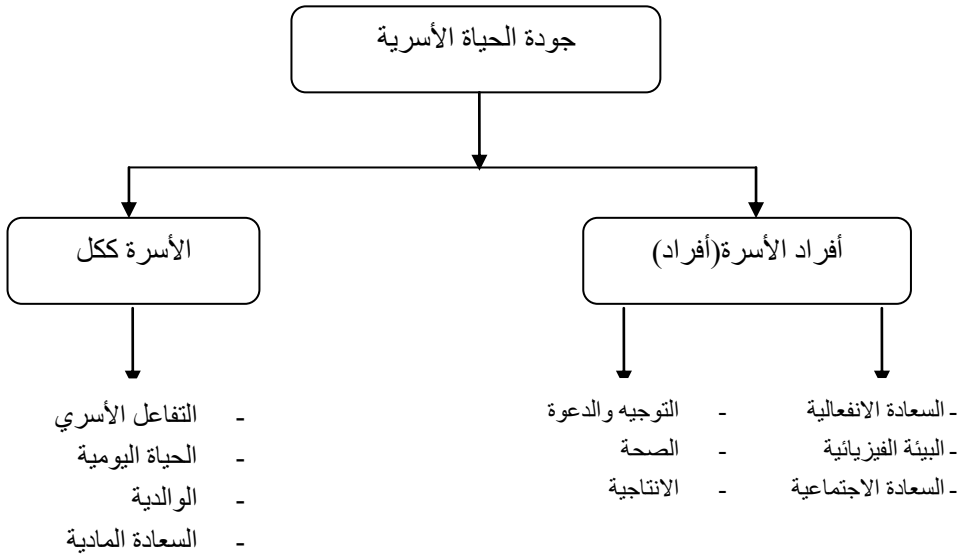 جودة الحياة الأسرية
أفراد الأسرة(أفراد)
الأسرة ككل
- السعادة الانفعالية
- البيئة الفيزيائية
- السعادة الاجتماعية
- التوجيه والدعوة
- الصحة
- الانتاجية
- التفاعل الأسري
- الحياة اليومية
- الوالدية
- السعادة المادية